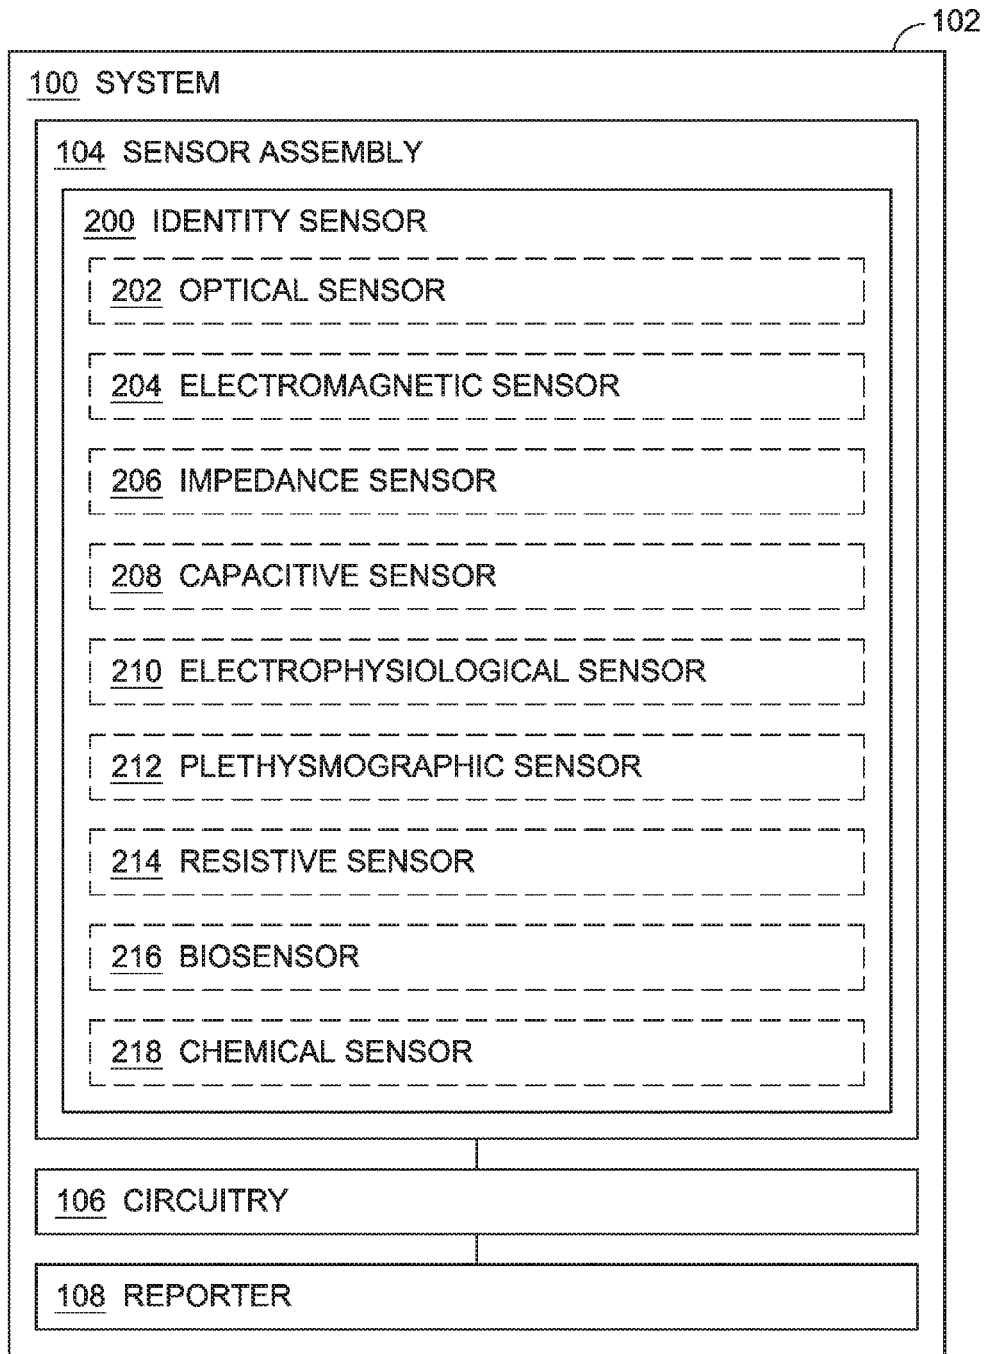 102
100 SYSTEM
104 SENSOR ASSEMBLY
200 IDENTITY SENSOR
202 OPTICAL SENSOR
204 ELECTROMAGNETIC SENSOR
206 IMPEDANCE SENSOR
208 CAPACITIVE SENSOR
210 ELECTROPHYSIOLOGICAL SENSOR
212 PLETHYSMOGRAPHIC SENSOR
214 RESISTIVE SENSOR
216 BIOSENSOR
218 CHEMICAL SENSOR
106 CIRCUITRY
108 REPORTER